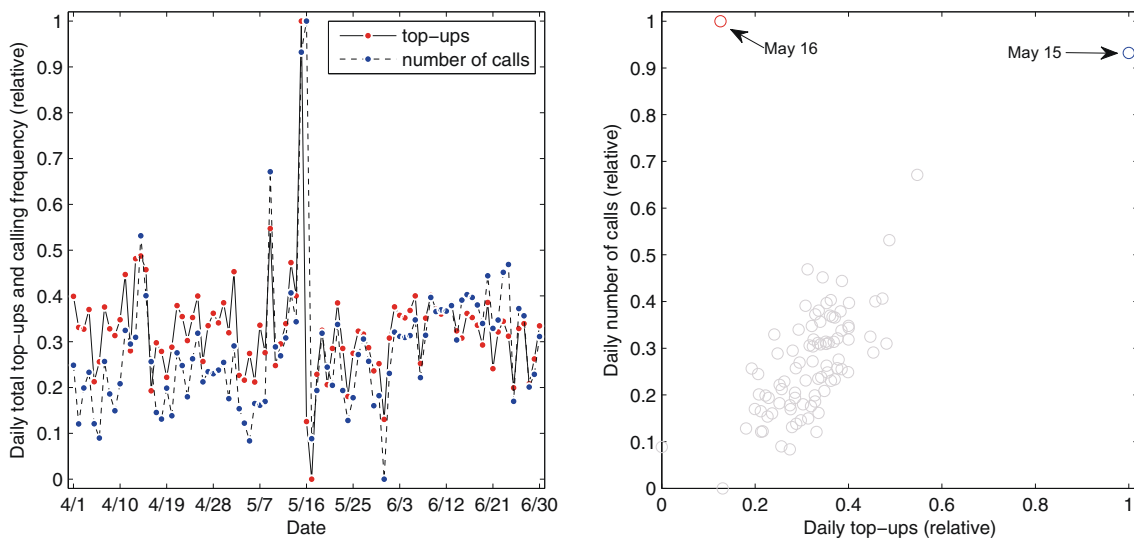 Daily total top-ups and calling frequency (relative)
1
0.9
0.8
0.7
0.6
0.5
0.4
0.3
0.2
0.1
0
top-ups
number of calls
4/1 4/10 4/19 4/28 5/7 5/16 5/25 6/3 6/12 6/21 6/30
Date
Daily number of calls (relative)
1
0.9
0.8
0.7
0.6
0.5
0.4
0.3
0.2
0.1
0
May 16
May 15
0 0.2 0.4 0.6 0.8 1
Daily top-ups (relative)